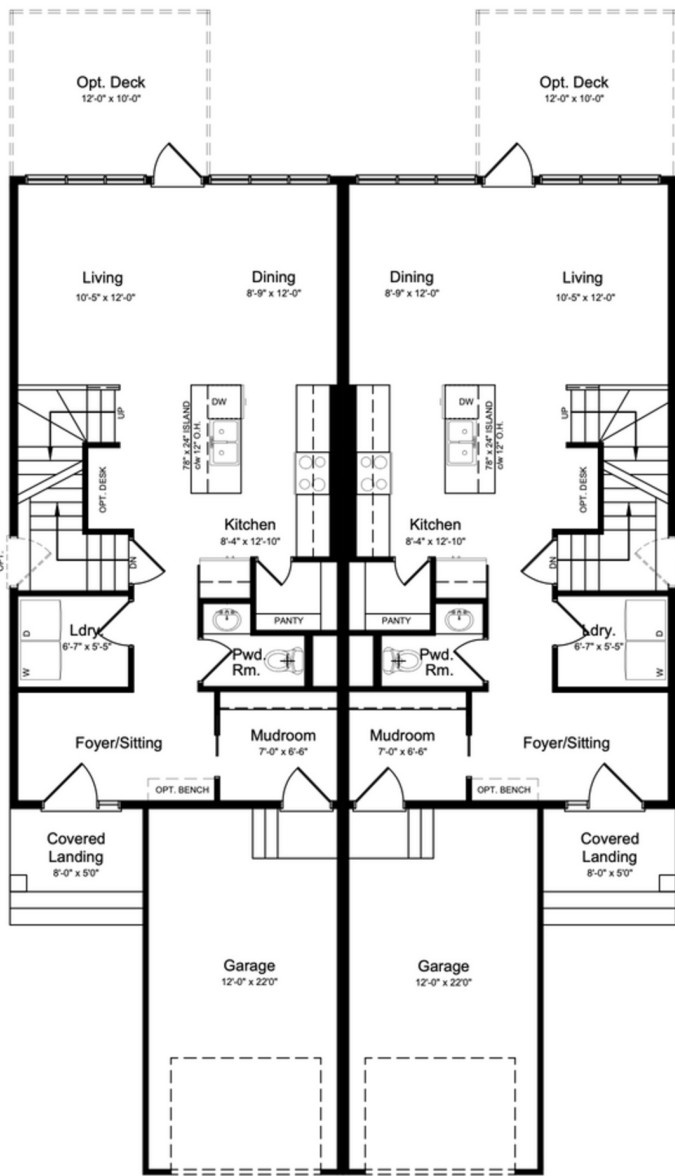 Opt. Deck
12'-0" x 10'-0"
Opt. Deck
12'-0" x 10'-0"
Living
10'-5" x 12'-0"
Dining
8'-9" x 12'-0"
Dining
8'-9" x 12'-0"
Living
10'-5" x 12'-0"
UP
DW
78" x 24" ISLAND
c/w 12" O.H.
OPT. DESK
Kitchen
8'-4" x 12'-10"
DW
78" x 24" ISLAND
c/w 12" O.H.
UP
OPT. DESK
Kitchen
8'-4" x 12'-10"
OPT.
DN
DN
PANTY
PANTY
D
W
Ldry.
6'-7" x 5'-5"
Pwd.
Rm.
Pwd.
Rm.
Ldry.
6'-7" x 5'-5"
D
W
Foyer/Sitting
Mudroom
7'-0" x 6'-6"
Mudroom
7'-0" x 6'-6"
Foyer/Sitting
OPT. BENCH
OPT. BENCH
Covered
Landing
8'-0" x 5'0"
Covered
Landing
8'-0" x 5'0"
Garage
12'-0" x 22'0"
Garage
12'-0" x 22'0"